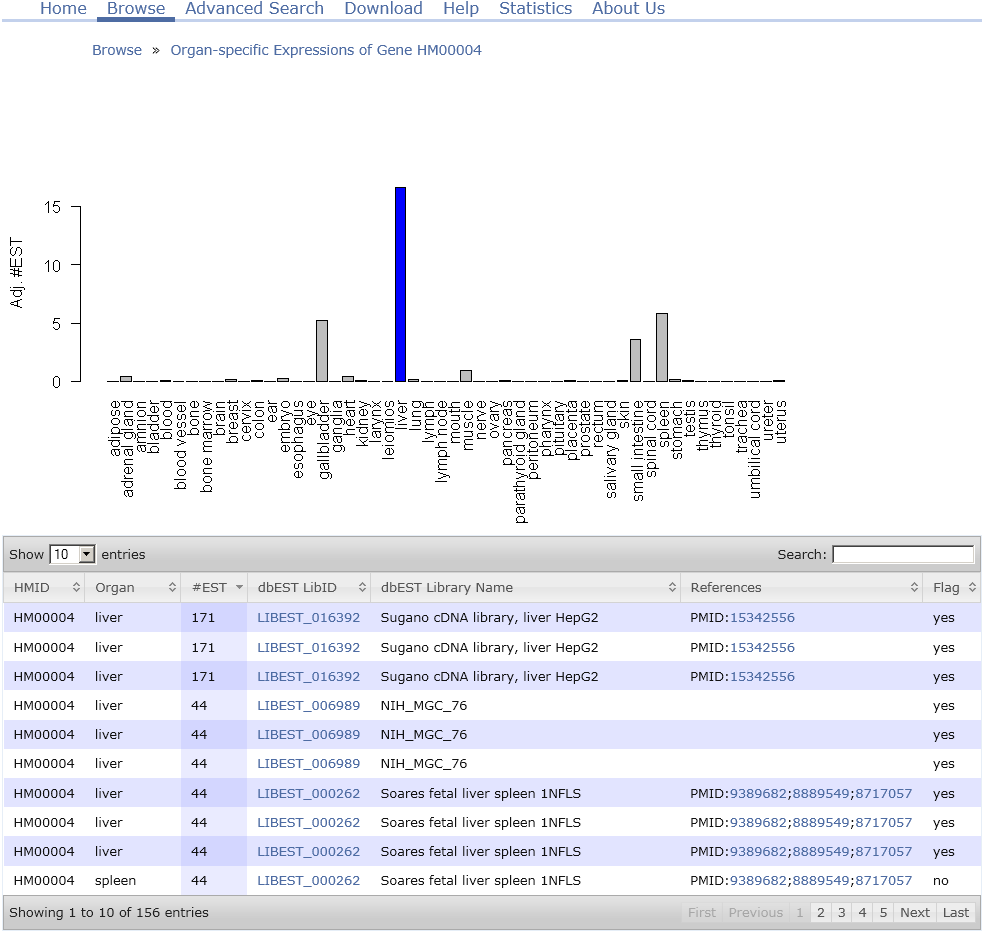 Home Browse Advanced Search Download Help Statistics About Us
Browse » Organ-specific Expressions of Gene HM00004
Adj. #EST
15
10
5
0
adipose
adrenal gland
amnion
bladder
blood
blood vessel
bone
bone marrow
brain
breast
cervix
colon
ear
embryo
esophagus
eye
gallbladder
ganglia
heart
kidney
larynx
leiomios
liver
lung
lymph
lymph node
mouth
muscle
nerve
ovary
pancreas
parathyroid gland
peritoneum
pharynx
pituitary
placenta
prostate
rectum
salivary gland
skin
small intestine
spinal cord
spleen
stomach
testis
thymus
thyroid
tonsil
trachea
umbilical cord
ureter
uterus
Show 10 entries Search:
HMID Organ #EST dbEST LibID dbEST Library Name References Flag
HM00004 liver 171 LIBEST_016392 Sugano cDNA library, liver HepG2 PMID:15342556 yes
HM00004 liver 171 LIBEST_016392 Sugano cDNA library, liver HepG2 PMID:15342556 yes
HM00004 liver 171 LIBEST_016392 Sugano cDNA library, liver HepG2 PMID:15342556 yes
HM00004 liver 44 LIBEST_006989 NIH_MGC_76 yes
HM00004 liver 44 LIBEST_006989 NIH_MGC_76 yes
HM00004 liver 44 LIBEST_006989 NIH_MGC_76 yes
HM00004 liver 44 LIBEST_000262 Soares fetal liver spleen 1NFLS PMID:9389682;8889549;8717057 yes
HM00004 liver 44 LIBEST_000262 Soares fetal liver spleen 1NFLS PMID:9389682;8889549;8717057 yes
HM00004 liver 44 LIBEST_000262 Soares fetal liver spleen 1NFLS PMID:9389682;8889549;8717057 yes
HM00004 spleen 44 LIBEST_000262 Soares fetal liver spleen 1NFLS PMID:9389682;8889549;8717057 no
Showing 1 to 10 of 156 entries First Previous 1 2 3 4 5 Next Last